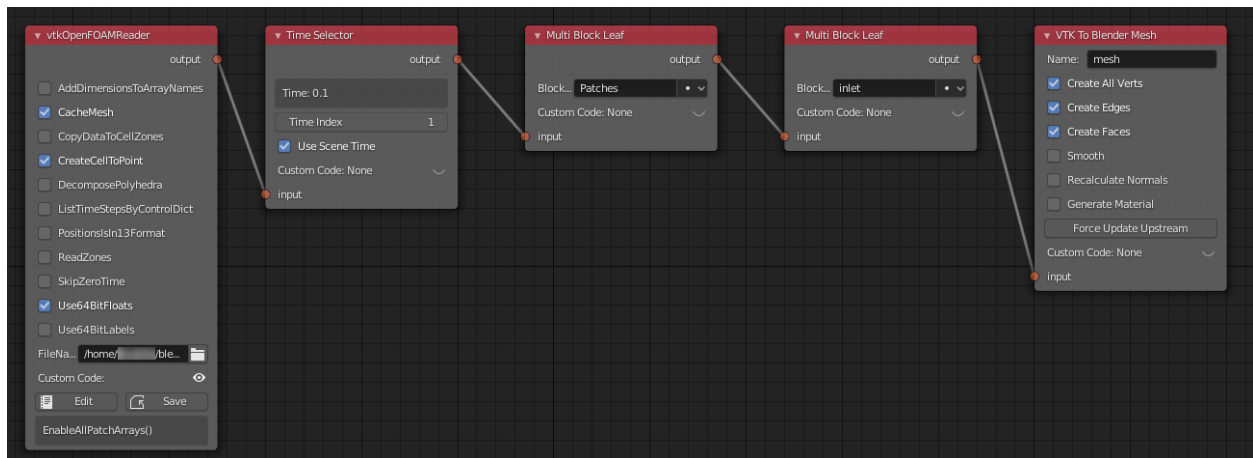 vtkOpenFOAMReader
output
AddDimensionsToArrayNames
CacheMesh
CopyDataToCellZones
CreateCellToPoint
DecomposePolyhedra
ListTimeStepsByControlDict
PositionsIsIn13Format
ReadZones
SkipZeroTime
Use64BitFloats
Use64BitLabels
FileNa... /home/ /ble...
Custom Code:
Edit Save
EnableAllPatchArrays()
Time Selector
output
Time: 0.1
Time Index 1
Use Scene Time
Custom Code: None
input
Multi Block Leaf
output
Block... Patches
Custom Code: None
input
Multi Block Leaf
output
Block... inlet
Custom Code: None
input
VTK To Blender Mesh
Name: mesh
Create All Verts
Create Edges
Create Faces
Smooth
Recalculate Normals
Generate Material
Force Update Upstream
Custom Code: None
input